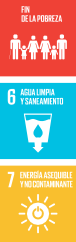 FIN
DE LA POBREZA
6 AGUA LIMPIA
Y SANEAMIENTO
7 ENERGÍA ASEQUIBLE
Y NO CONTAMINANTE